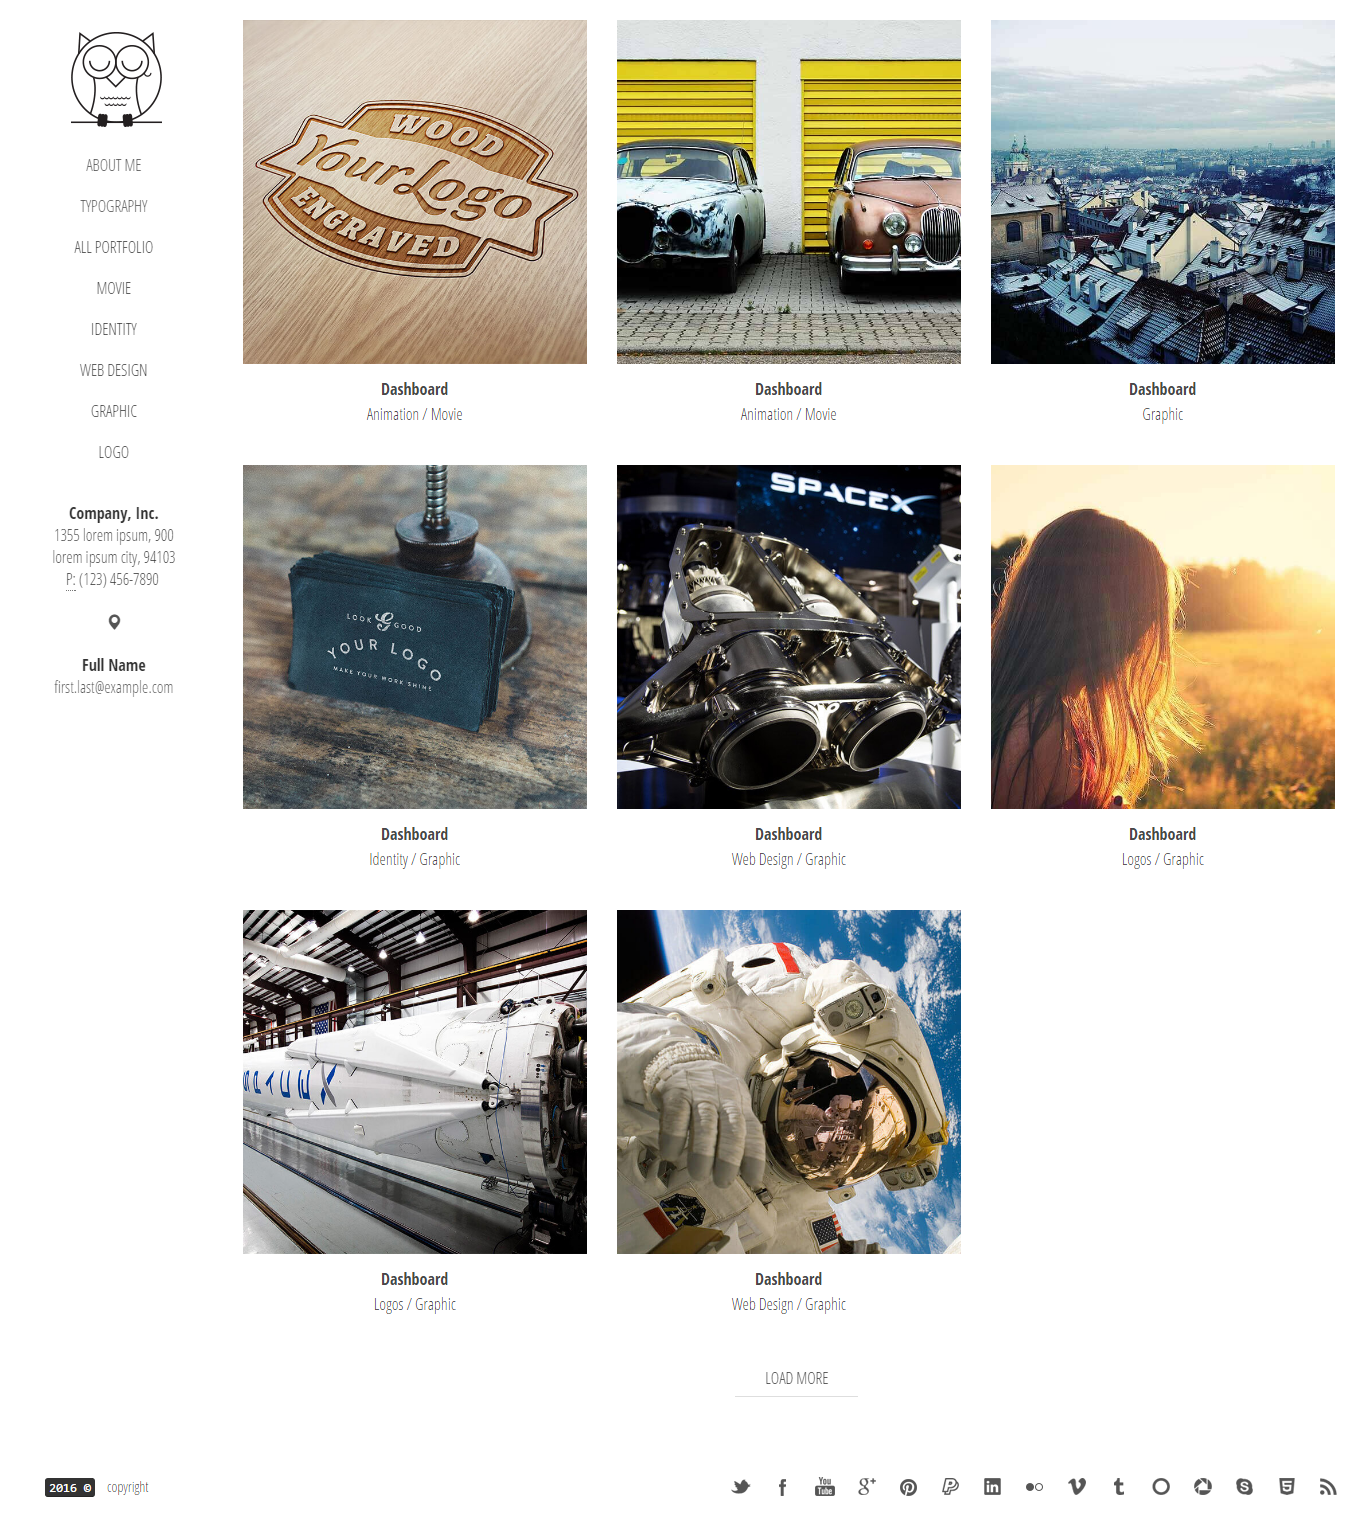 ABOUT ME
TYPOGRAPHY
ALL PORTFOLIO
MOVIE
IDENTITY
WEB DESIGN
GRAPHIC
LOGO
Company, Inc.
1355 lorem ipsum, 900
lorem ipsum city, 94103
P: (123) 456-7890
Full Name
first.last@example.com
WOOD
Your Logo
ENGRAVED
Dashboard
Animation / Movie
Dashboard
Animation / Movie
Dashboard
Graphic
LOOK G GOOD
YOUR LOGO
MAKE YOUR WORK SHINE
SPACEX
Dashboard
Identity / Graphic
Dashboard
Web Design / Graphic
Dashboard
Logos / Graphic
SPACEX
Dashboard
Logos / Graphic
Dashboard
Web Design / Graphic
LOAD MORE
2016 © copyright
You
Tube